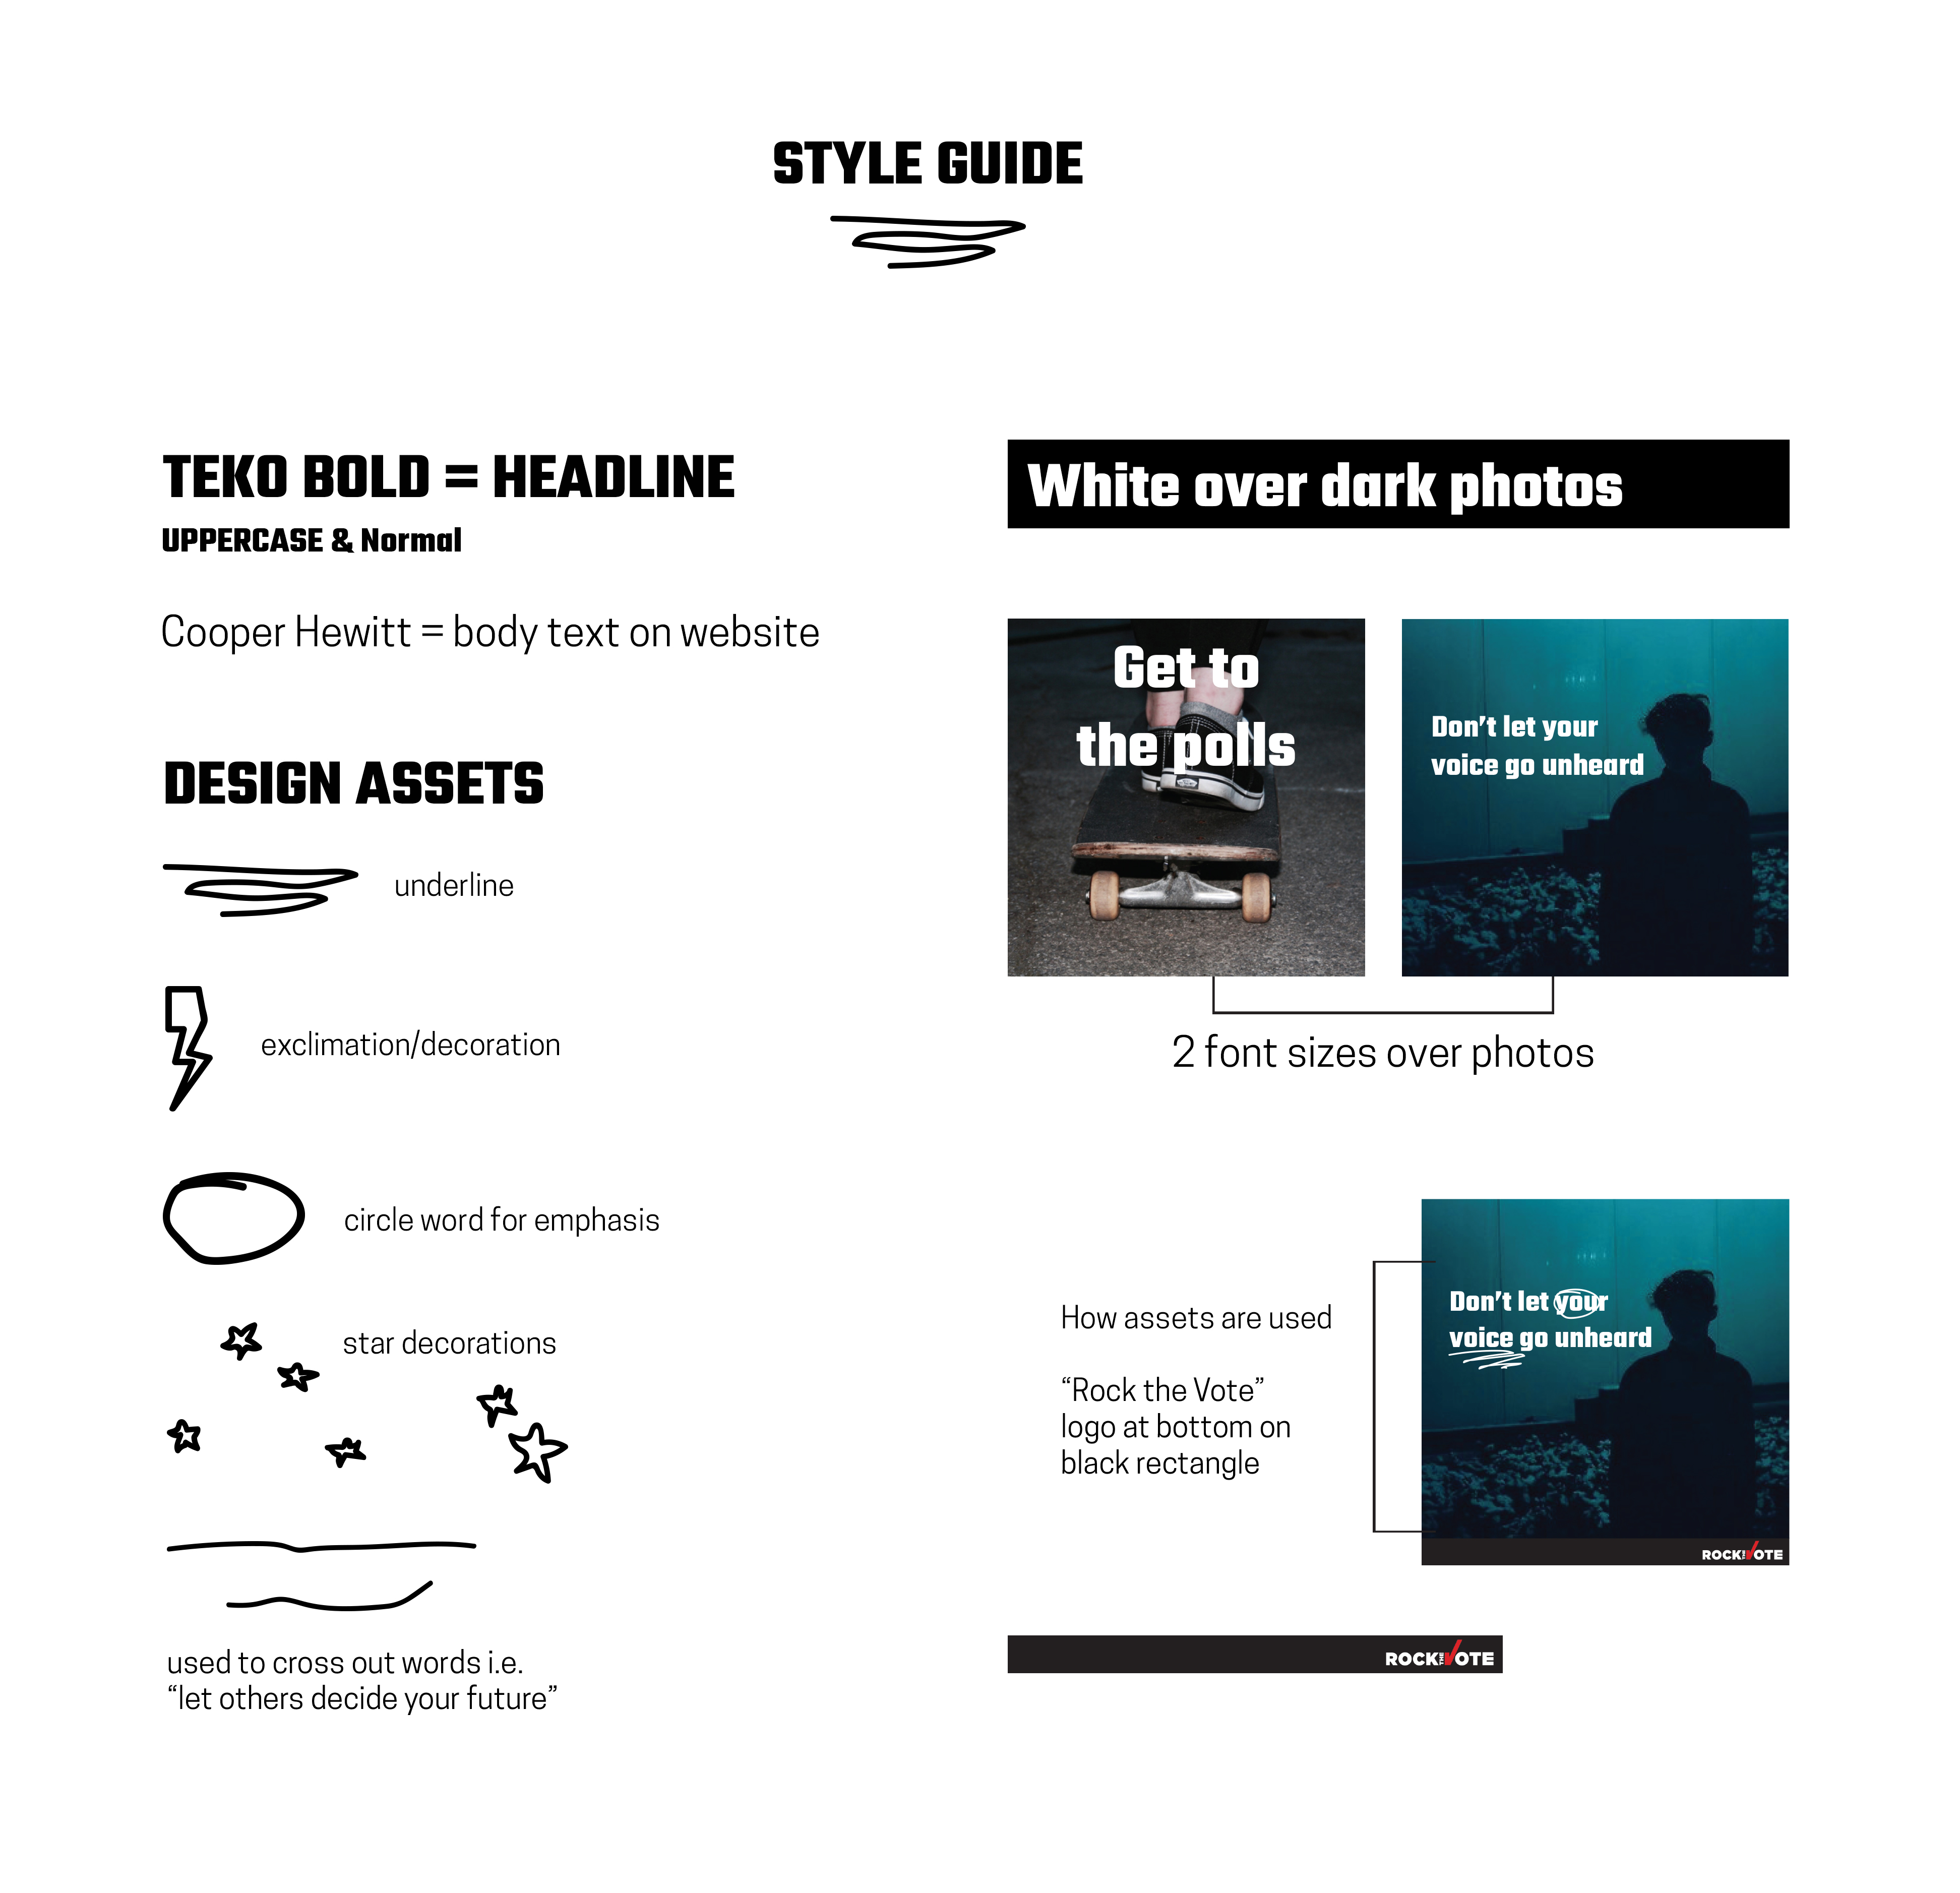 STYLE GUIDE
TEKO BOLD = HEADLINE
UPPERCASE & Normal
Cooper Hewitt = body text on website
DESIGN ASSETS
underline
exclimation/decoration
circle word for emphasis
star decorations
used to cross out words i.e.
“let others decide your future”
White over dark photos
Get to
the polls
Don’t let your
voice go unheard
2 font sizes over photos
How assets are used
“Rock the Vote”
logo at bottom on
black rectangle
Don’t let your
voice go unheard
ROCK THE VOTE
ROCK THE VOTE